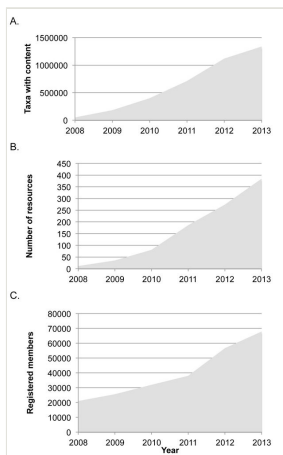 A.
Taxa with content
1500000
1000000
500000
0
2008 2009 2010 2011 2012 2013
B.
Number of resources
450
400
350
300
250
200
150
100
50
0
2008 2009 2010 2011 2012 2013
C.
Registered members
80000
70000
60000
50000
40000
30000
20000
10000
0
2008 2009 2010 2011 2012 2013
Year